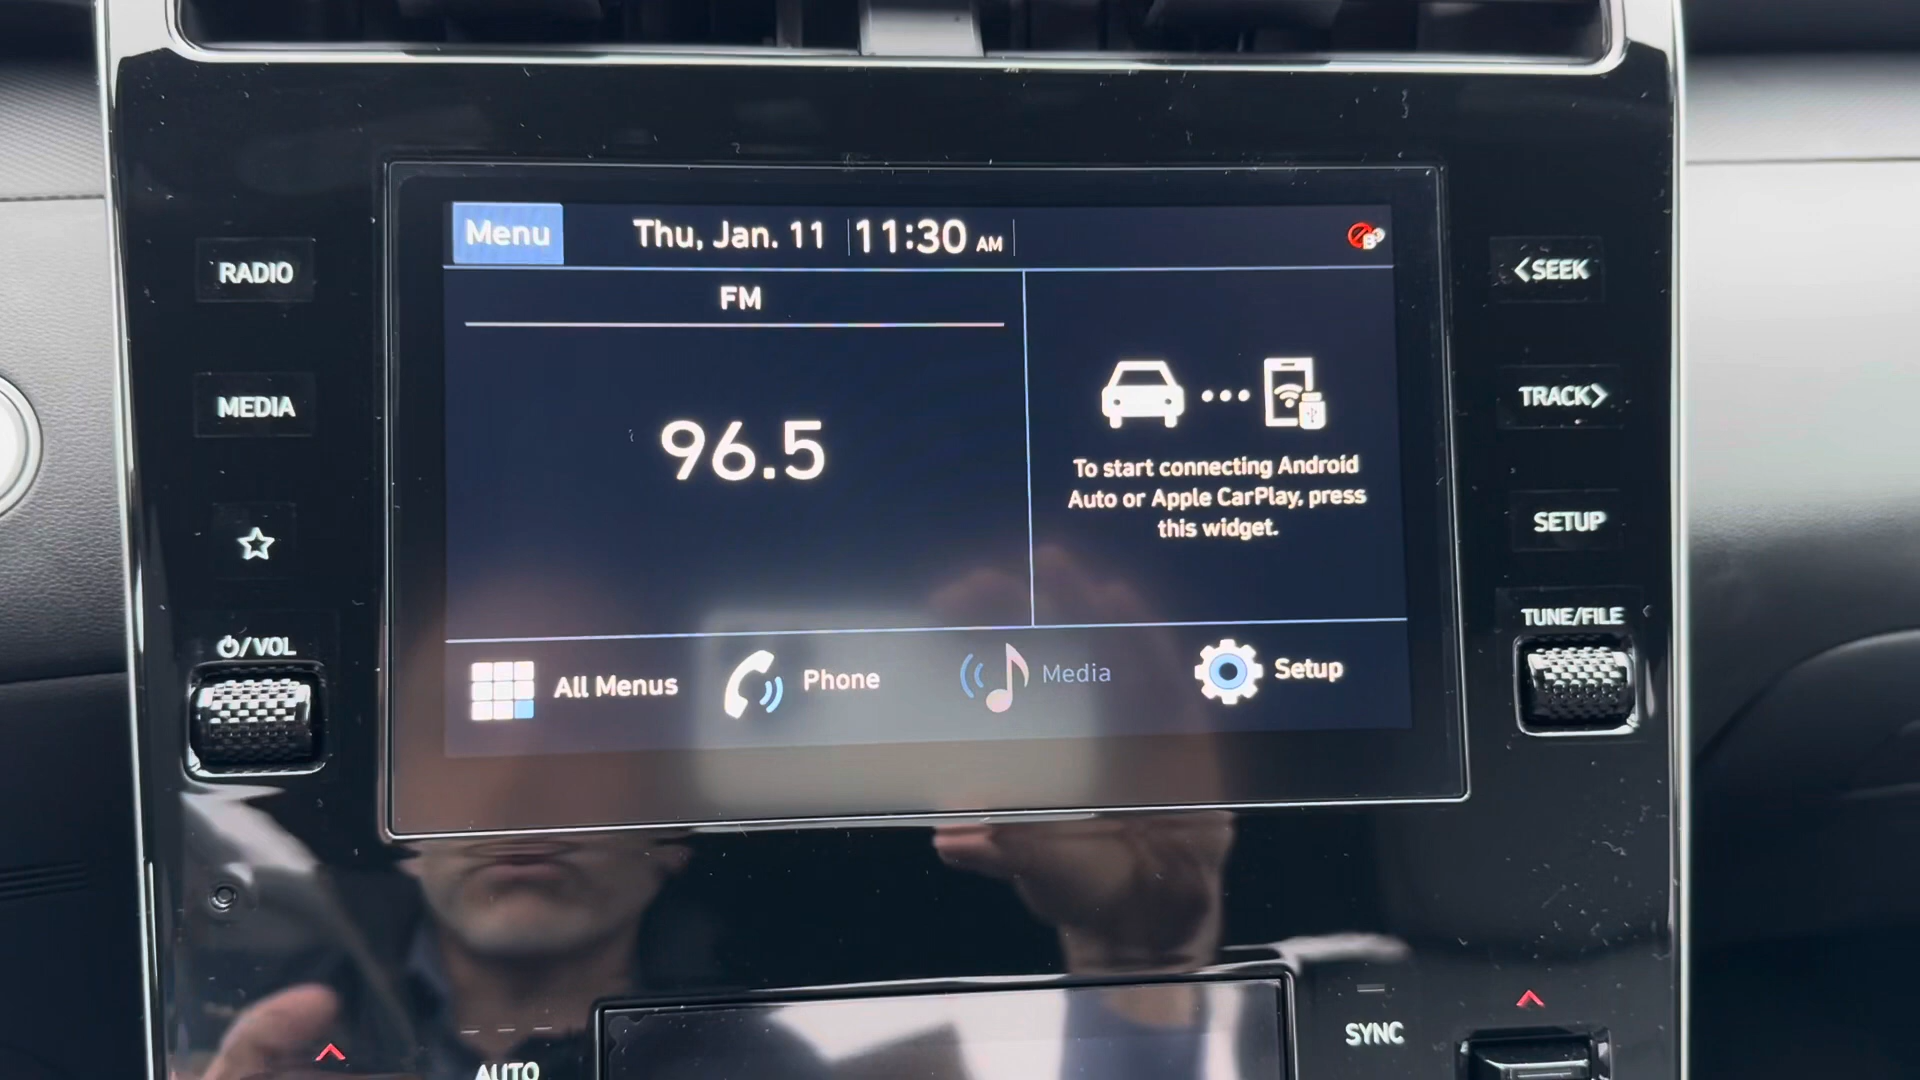 Menu
Thu, Jan. 11
11:30 AM
RADIO
<SEEK
FM
MEDIA
TRACK>
96.5
To start connecting Android
Auto or Apple CarPlay, press
this widget.
SETUP
/VOL
TUNE/FILE
All Menus
Phone
Media
Setup
SYNC
AUTO